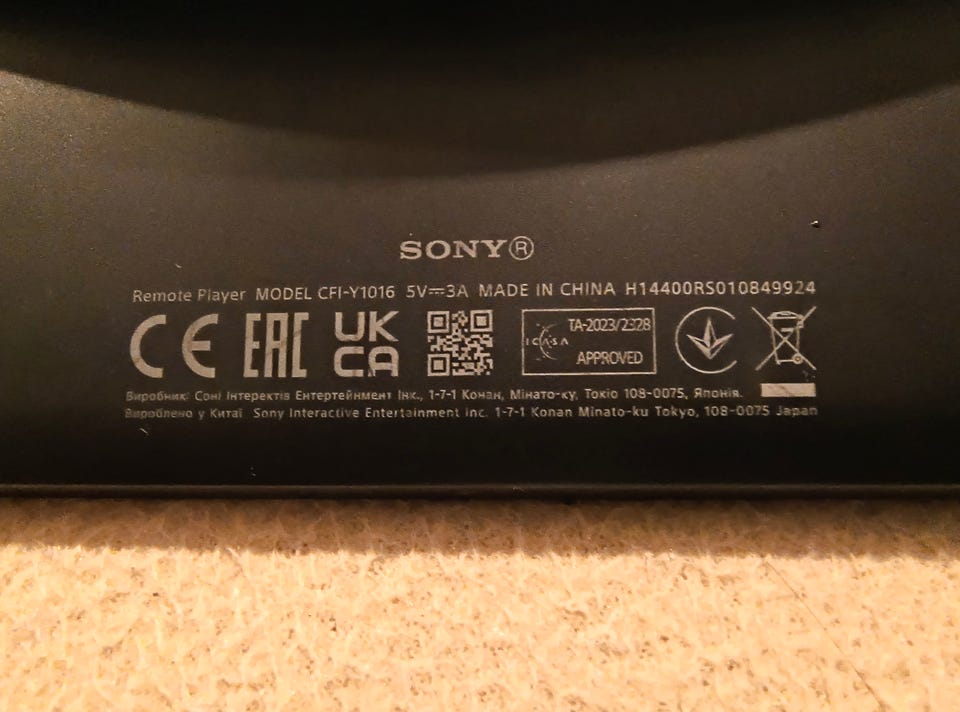 SONY®
Remote Player MODEL CFI-Y1016 5V⎓3A MADE IN CHINA H14400RS010849924
CE EAC UK CA ICASA TA-2023/2328 APPROVED
Виробник: Соні Інтеректів Ентертейнмент Інк., 1-7-1 Конан, Мінато-ку, Токіо 108-0075, Японія.
Вироблено у Китаї Sony Interactive Entertainment Inc. 1-7-1 Konan Minato-ku Tokyo, 108-0075 Japan